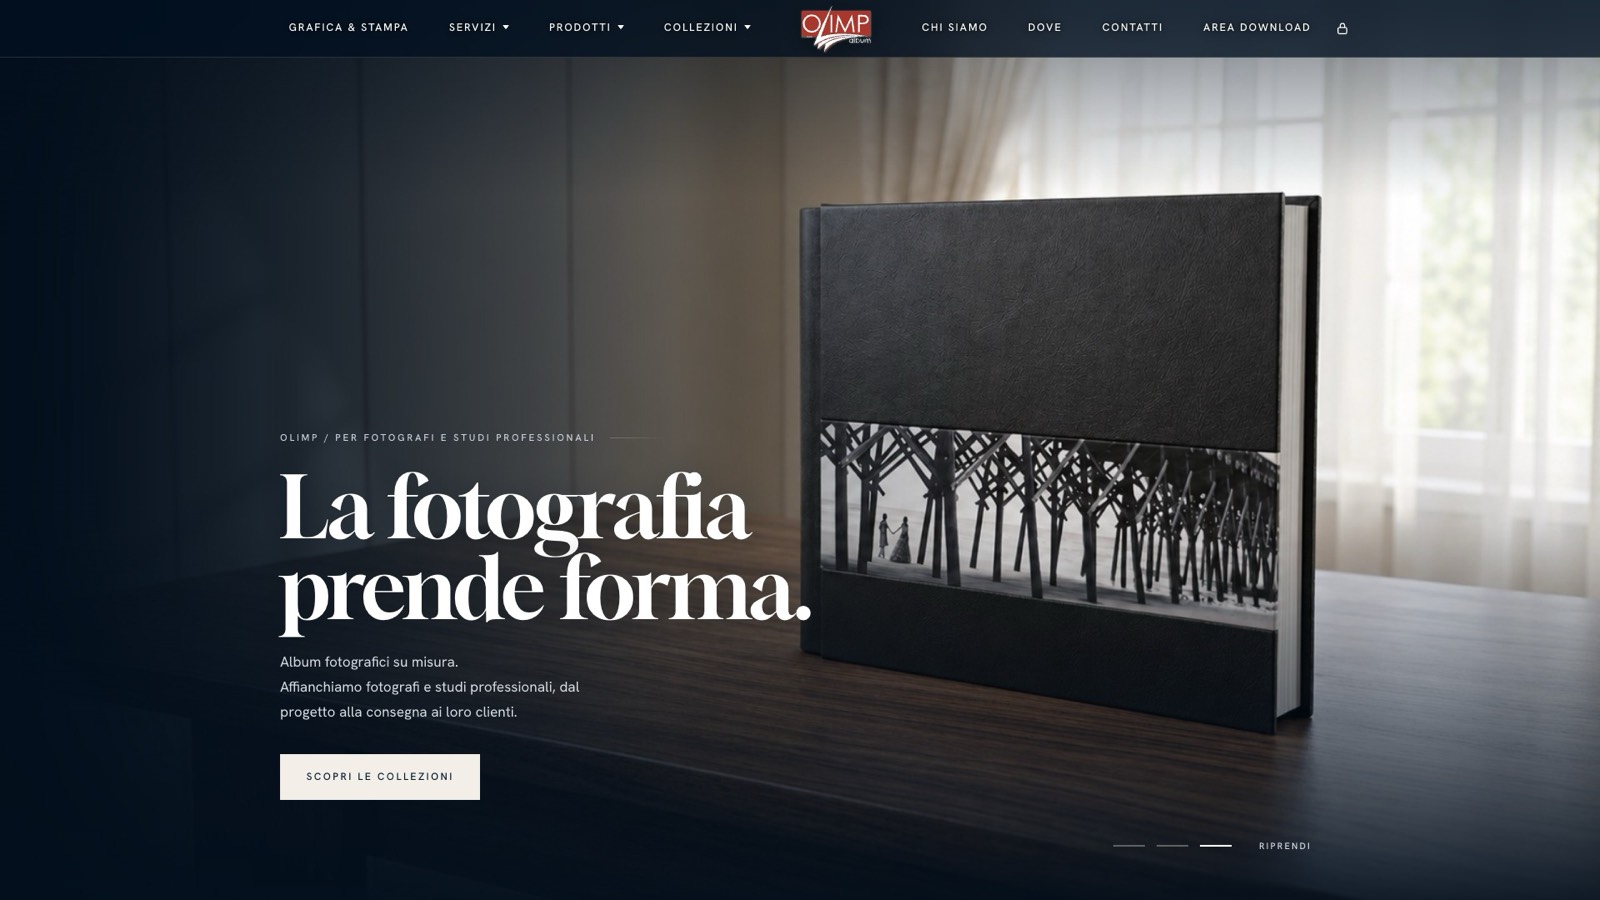 GRAFICA & STAMPA
SERVIZI
PRODOTTI
COLLEZIONI
OLIMP
album
CHI SIAMO
DOVE
CONTATTI
AREA DOWNLOAD
OLIMP / PER FOTOGRAFI E STUDI PROFESSIONALI
La fotografia
prende forma.
Album fotografici su misura.
Affianchiamo fotografi e studi professionali, dal
progetto alla consegna ai loro clienti.
SCOPRI LE COLLEZIONI
RIPRENDI